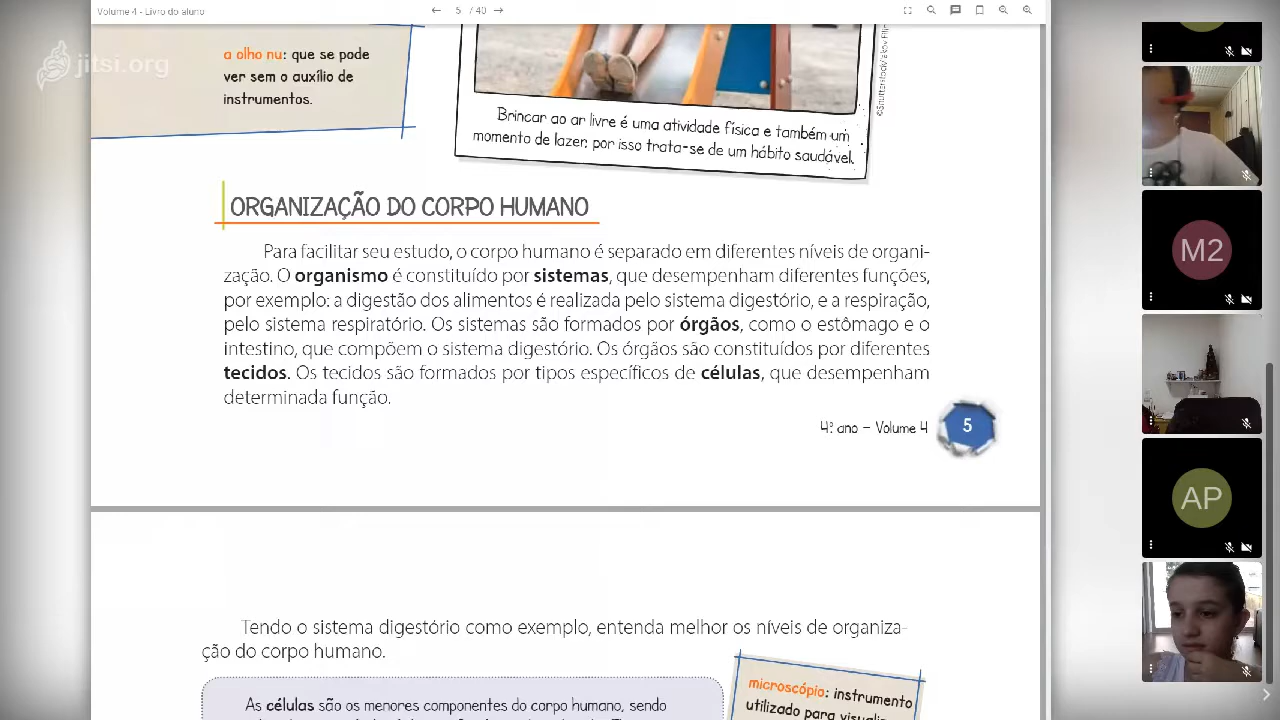 Volume 4 - Livro do aluno
5 / 40
jitsi.org
a olho nu: que se pode
ver sem o auxílio de
instrumentos.
Brincar ao ar livre é uma atividade física e também um
momento de lazer, por isso trata-se de um hábito saudável.
ORGANIZAÇÃO DO CORPO HUMANO
Para facilitar seu estudo, o corpo humano é separado em diferentes níveis de organi-
zação. O organismo é constituído por sistemas, que desempenham diferentes funções,
por exemplo: a digestão dos alimentos é realizada pelo sistema digestório, e a respiração,
pelo sistema respiratório. Os sistemas são formados por órgãos, como o estômago e o
intestino, que compõem o sistema digestório. Os órgãos são constituídos por diferentes
tecidos. Os tecidos são formados por tipos específicos de células, que desempenham
determinada função.
4º. ano – Volume 4
5
Tendo o sistema digestório como exemplo, entenda melhor os níveis de organiza-
ção do corpo humano.
As células são os menores componentes do corpo humano, sendo
microscópio: instrumento
utilizado para
M2
AP